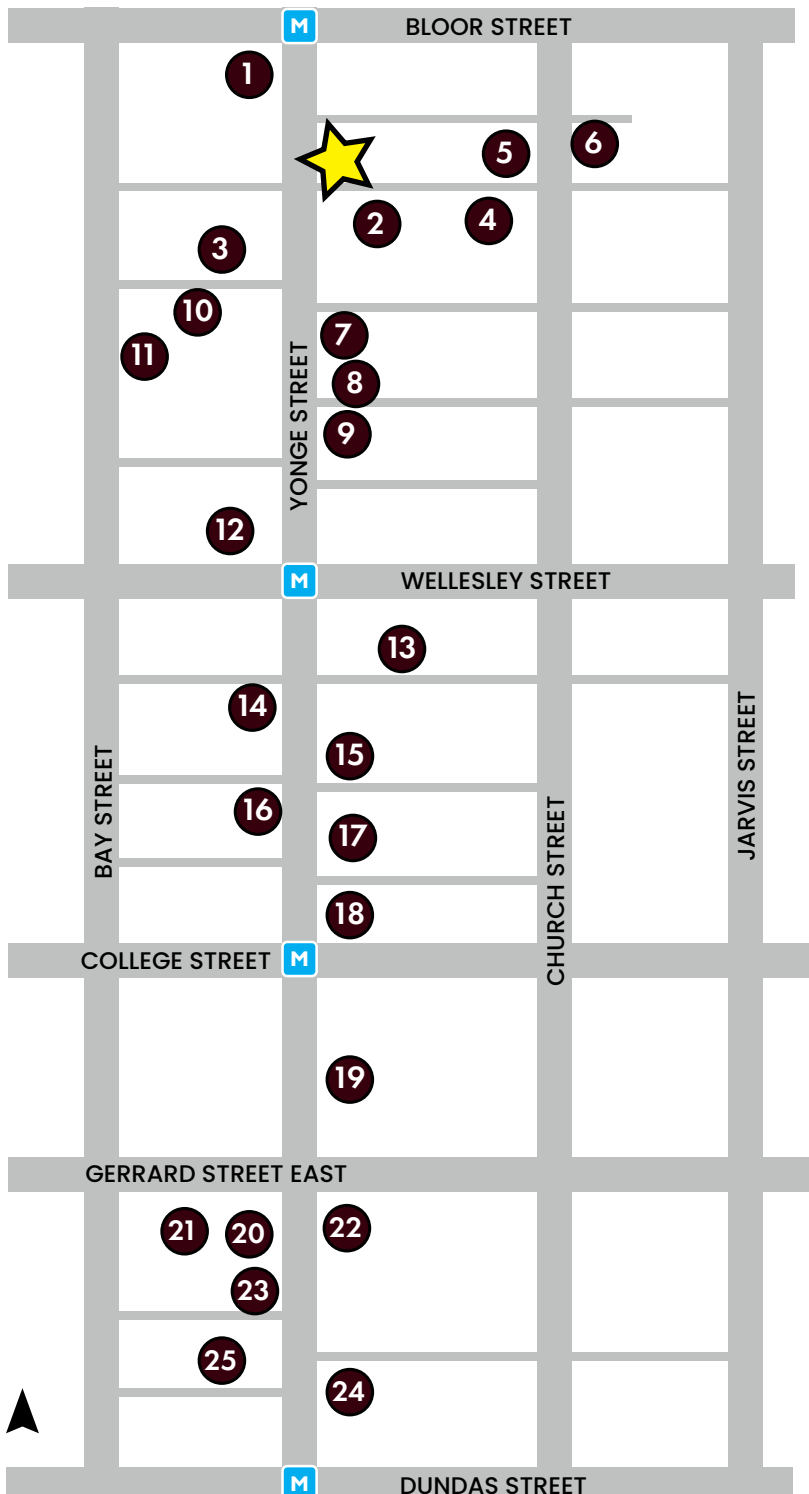 M
BLOOR STREET
1
5
6
2
4
3
10
7
11
8
9
YONGE STREET
12
M
WELLESLEY STREET
13
14
15
16
17
BAY STREET
JARVIS STREET
CHURCH STREET
18
COLLEGE STREET
M
19
GERRARD STREET EAST
21
20
22
23
25
24
M
DUNDAS STREET